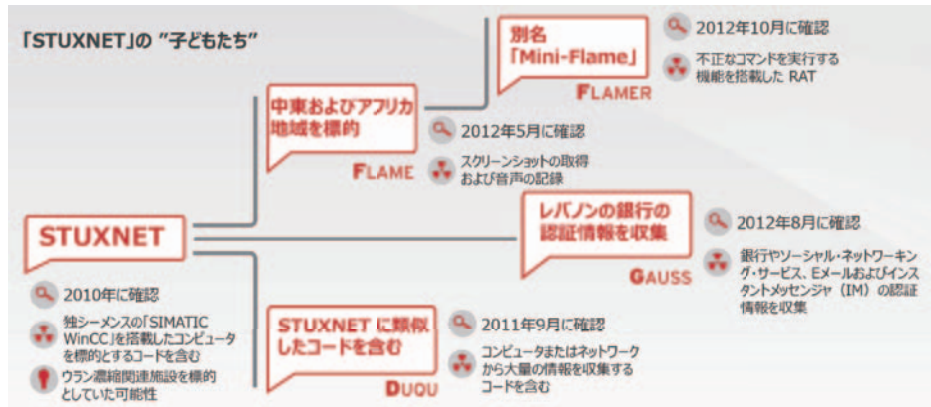 「STUXNET」の "子どもたち"
別名
「Mini-Flame」
FLAMER
2012年10月に確認
不正なコマンドを実行する
機能を搭載した RAT
中東およびアフリカ
地域を標的
FLAME
2012年5月に確認
スクリーンショットの取得
および音声の記録
STUXNET
2010年に確認
独シーメンスの「SIMATIC
WinCC」を搭載したコンピュータ
を標的とするコードを含む
ウラン濃縮関連施設を標的
としていた可能性
レバノンの銀行の
認証情報を収集
GAUSS
2012年8月に確認
銀行やソーシャル・ネットワーキン
グ・サービス、Eメールおよびインス
タントメッセンジャ（IM）の認証
情報を収集
STUXNET に類似
したコードを含む
DUQU
2011年9月に確認
コンピュータまたはネットワーク
から大量の情報を収集する
コードを含む